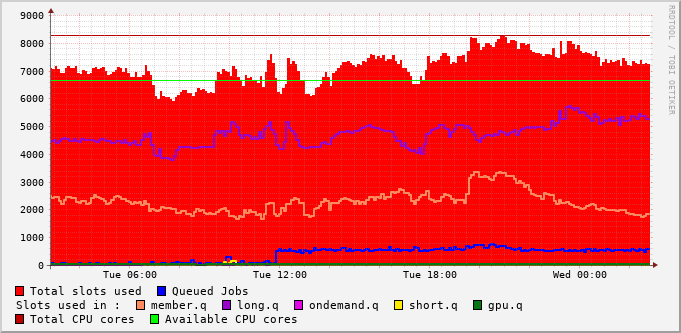 RRDTOOL / TOBI OETIKER
9000
8000
7000
6000
5000
4000
3000
2000
1000
0
Tue 06:00 Tue 12:00 Tue 18:00 Wed 00:00
Total slots used Queued Jobs
Slots used in : member.q long.q ondemand.q short.q gpu.q
Total CPU cores Available CPU cores